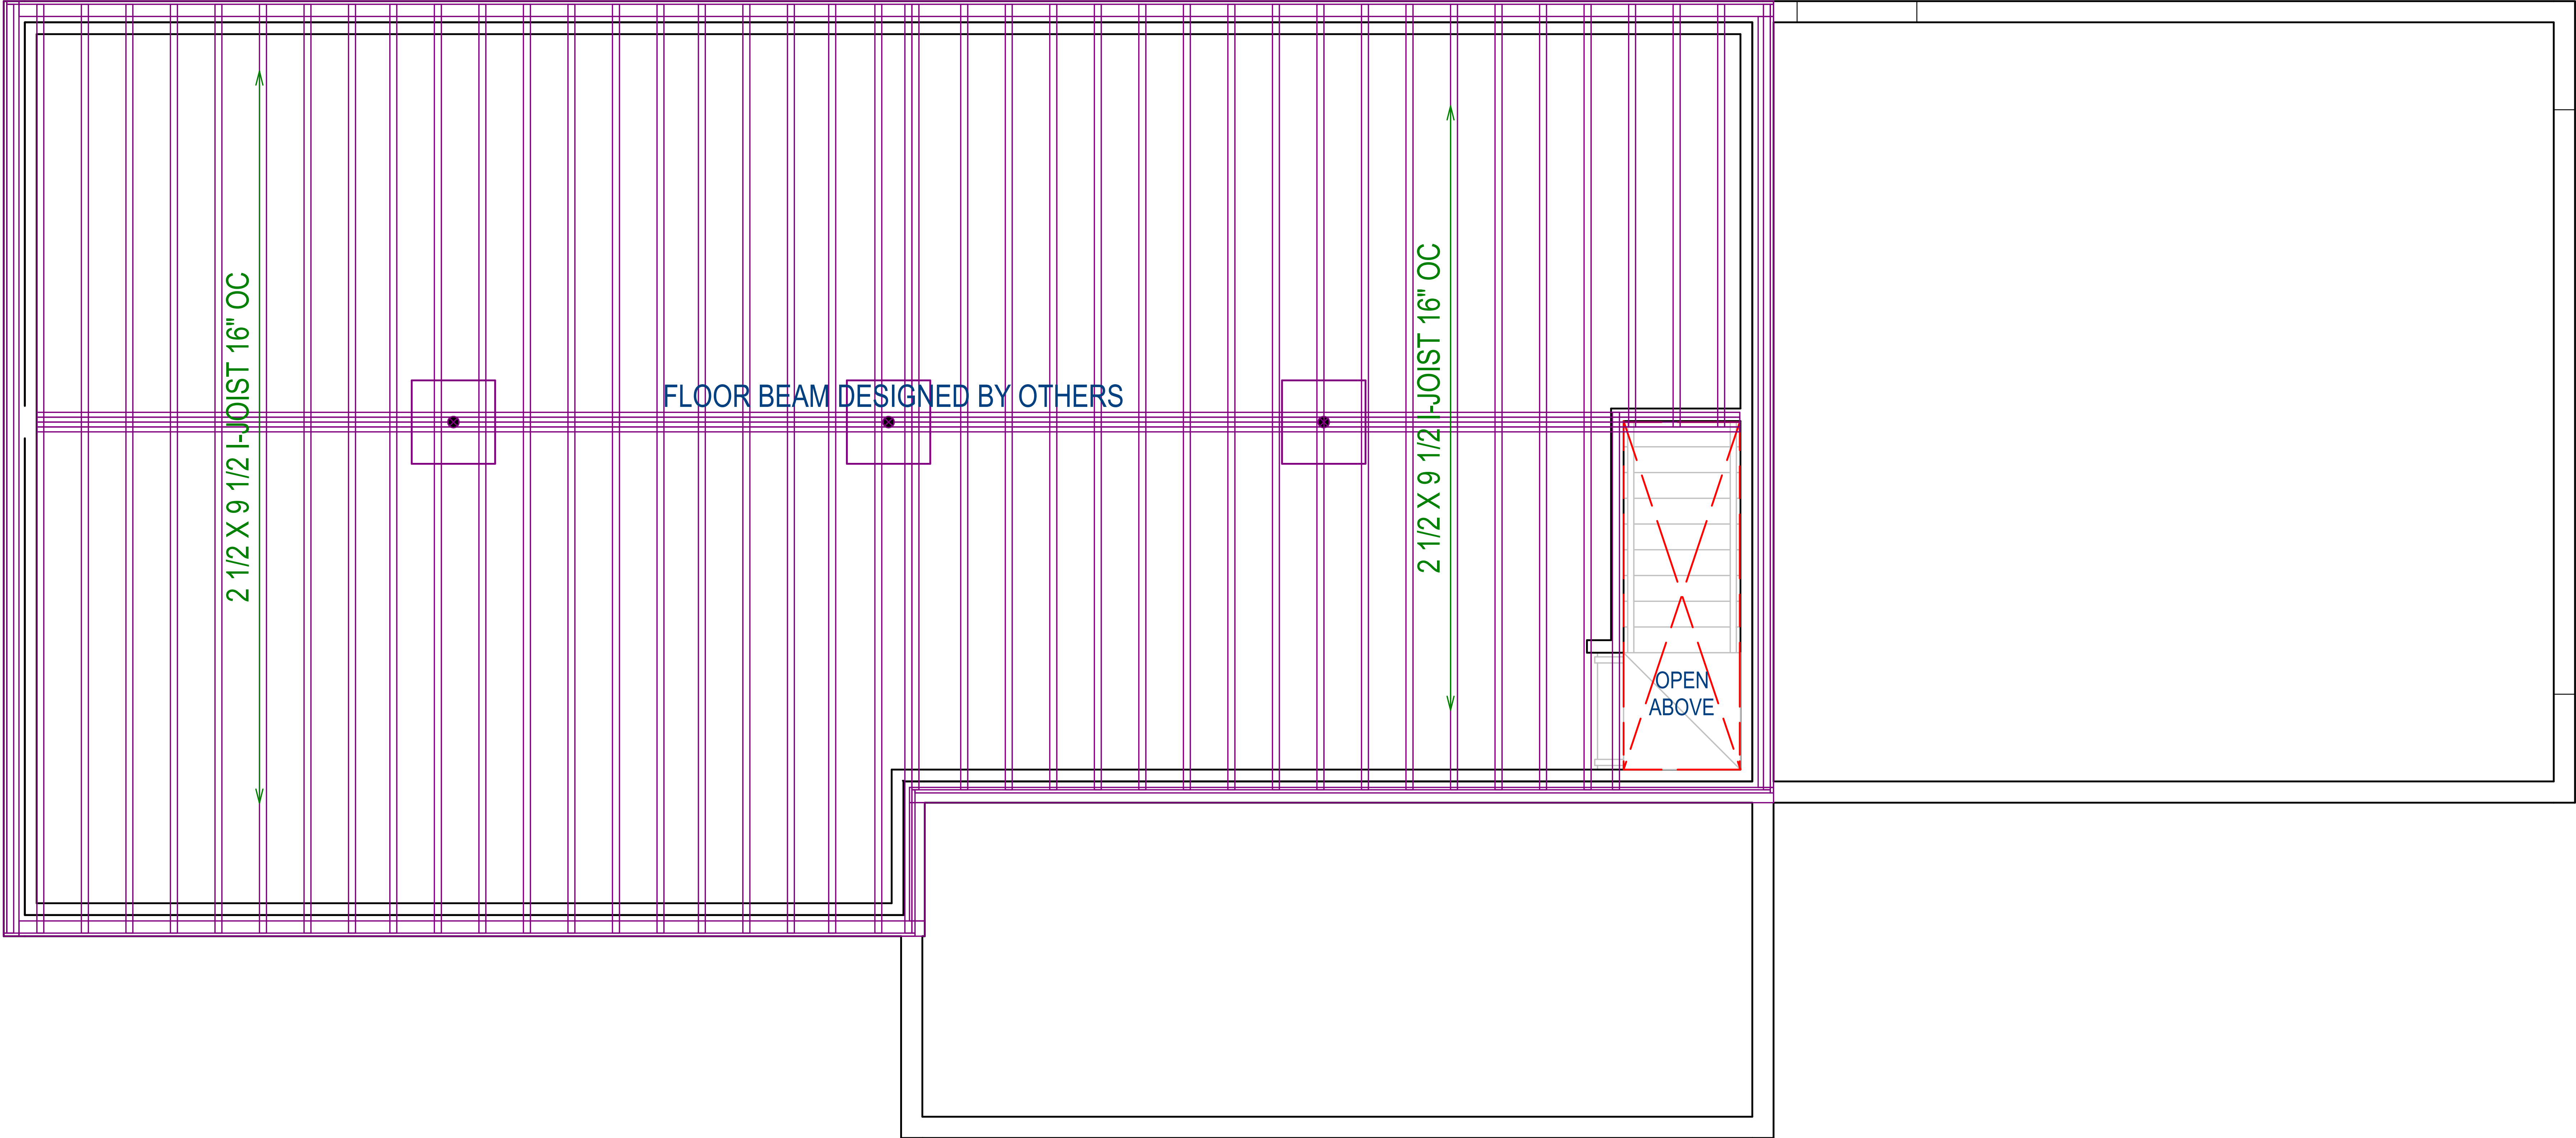 2 1/2 X 9 1/2 I-JOIST 16" OC
FLOOR BEAM DESIGNED BY OTHERS
2 1/2 X 9 1/2 I-JOIST 16" OC
OPEN
ABOVE